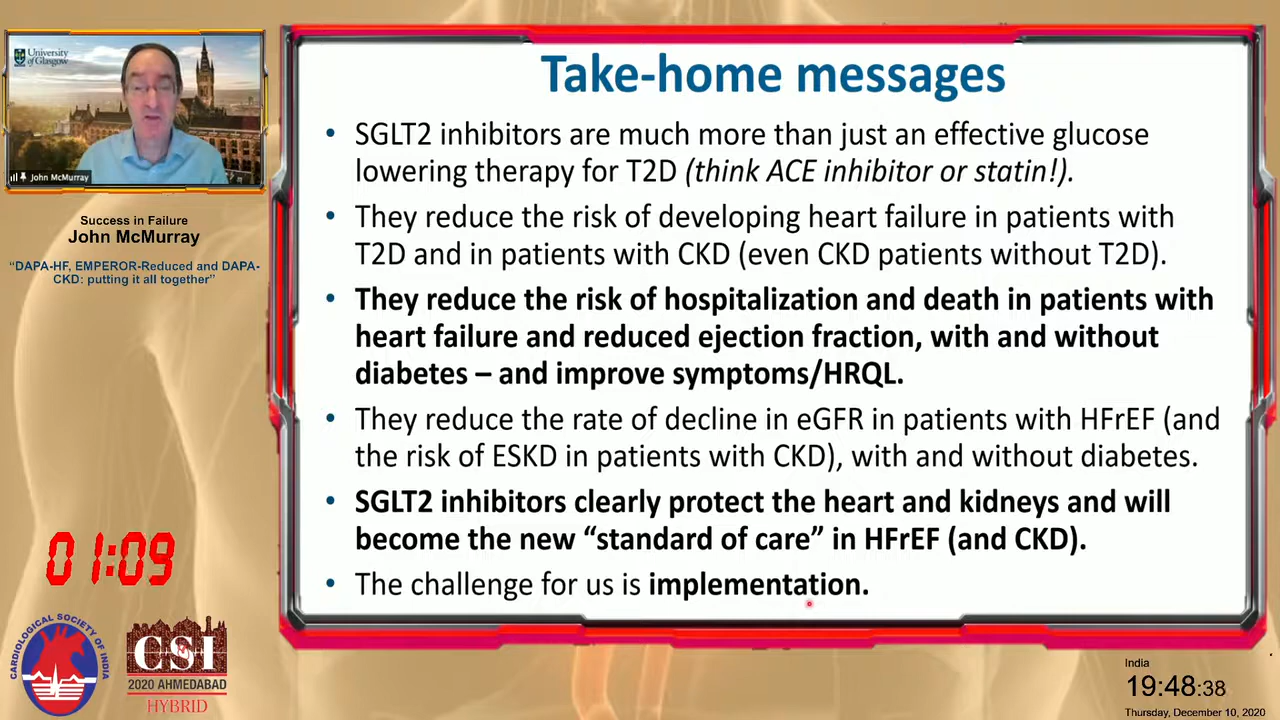 University
of Glasgow
John McMurray
Success in Failure
John McMurray
“DAPA-HF, EMPEROR-Reduced and DAPA-
CKD: putting it all together”
01:09
CARDIOLOGICAL SOCIETY OF INDIA
CSI
2020 AHMEDABAD
HYBRID
Take-home messages
• SGLT2 inhibitors are much more than just an effective glucose
lowering therapy for T2D (think ACE inhibitor or statin!).
• They reduce the risk of developing heart failure in patients with
T2D and in patients with CKD (even CKD patients without T2D).
• They reduce the risk of hospitalization and death in patients with
heart failure and reduced ejection fraction, with and without
diabetes – and improve symptoms/HRQL.
• They reduce the rate of decline in eGFR in patients with HFrEF (and
the risk of ESKD in patients with CKD), with and without diabetes.
• SGLT2 inhibitors clearly protect the heart and kidneys and will
become the new “standard of care” in HFrEF (and CKD).
• The challenge for us is implementation.
India
19:48:38
Thursday, December 10, 2020